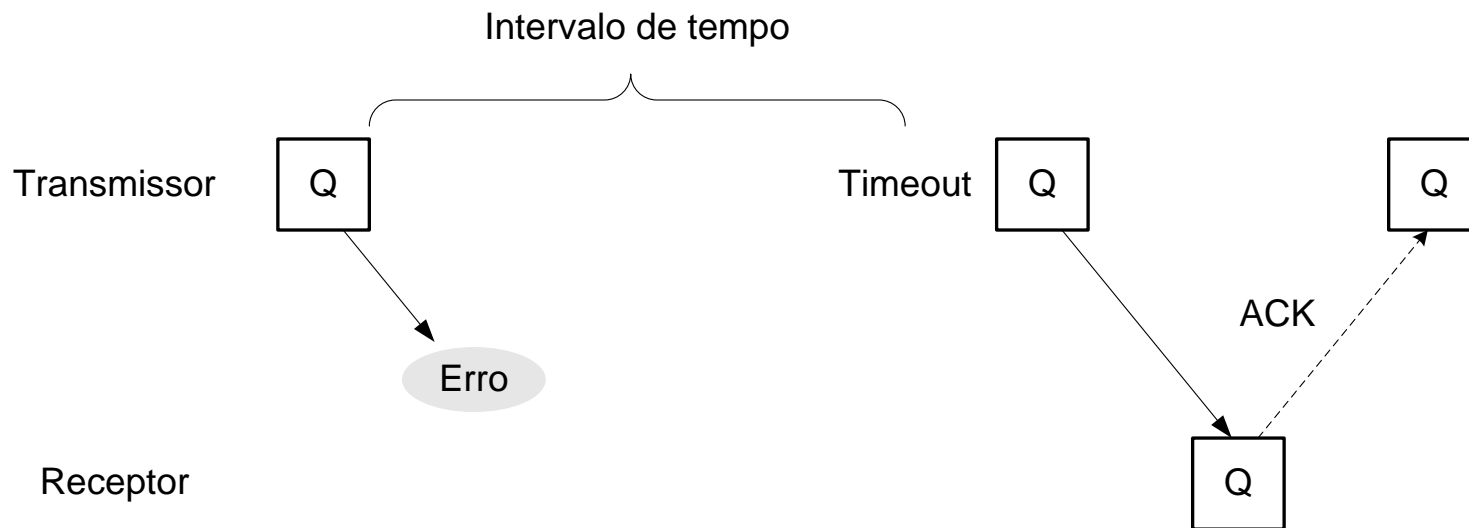 Intervalo de tempo
Transmissor Q Timeout Q Q
ACK
Erro
Receptor Q